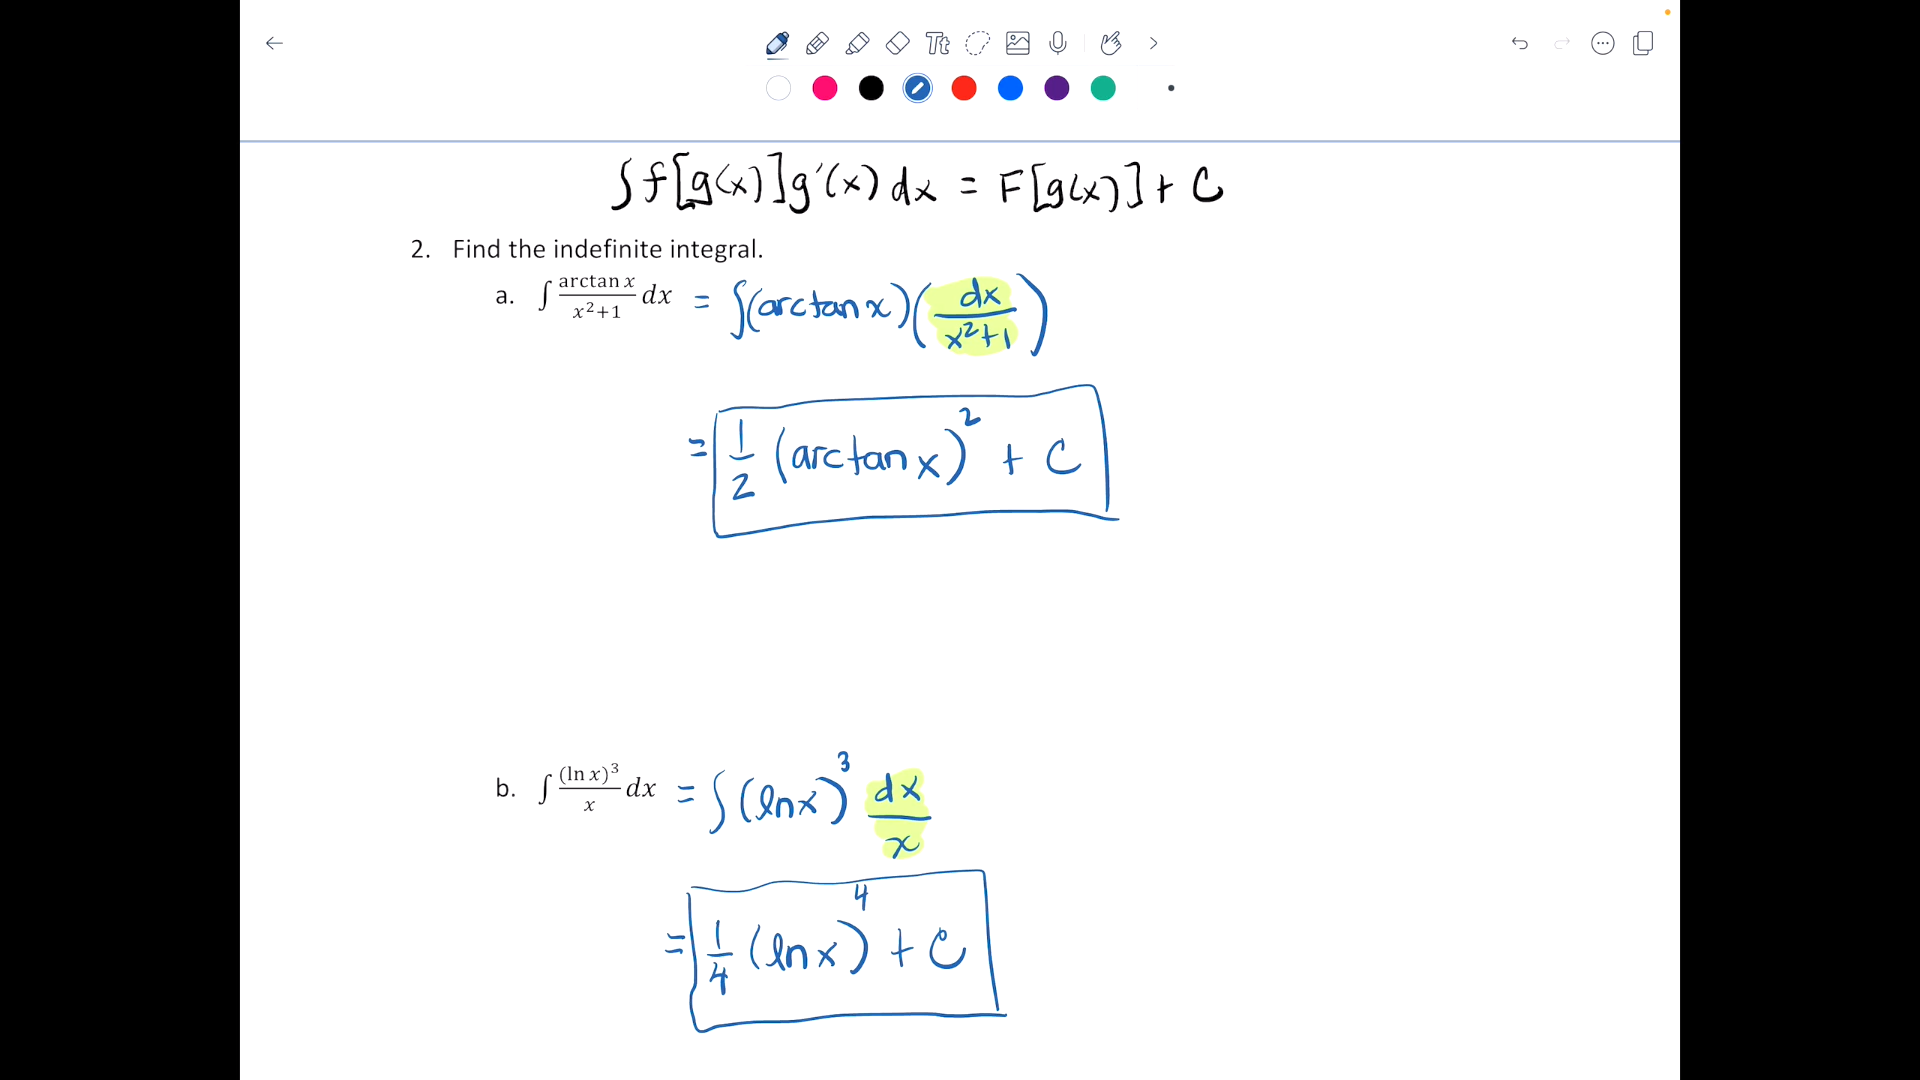 Tt
∫f[g(x)]g'(x) dx = F[g(x)] + C
2. Find the indefinite integral.
a. ∫ (arctan x)/(x²+1) dx = ∫(arctan x)(dx/(x²+1))
= 1/2 (arctan x)² + C
b. ∫ (ln x)³/x dx = ∫(ln x)³ dx/x
= 1/4 (ln x)⁴ + C